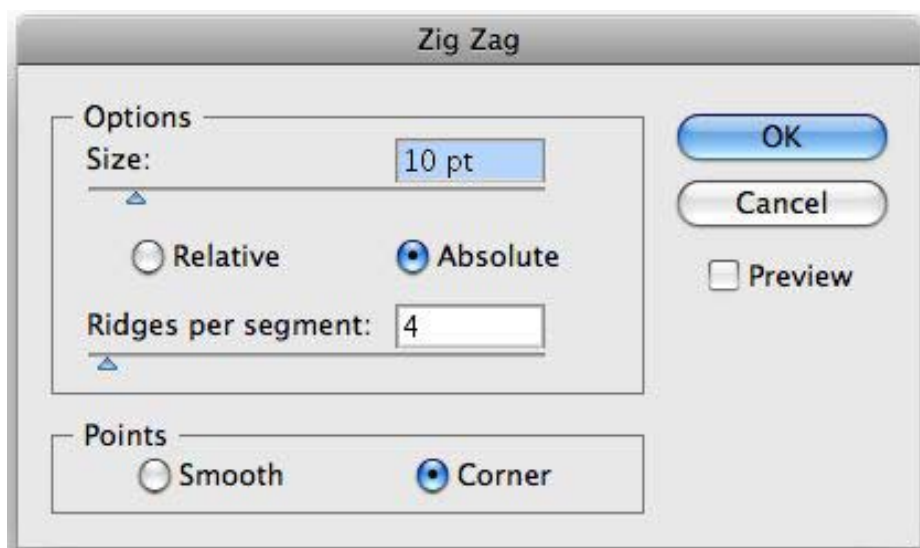 Zig Zag
Options
Size: 10 pt
Relative Absolute
Ridges per segment: 4
Points
Smooth Corner
OK
Cancel
Preview